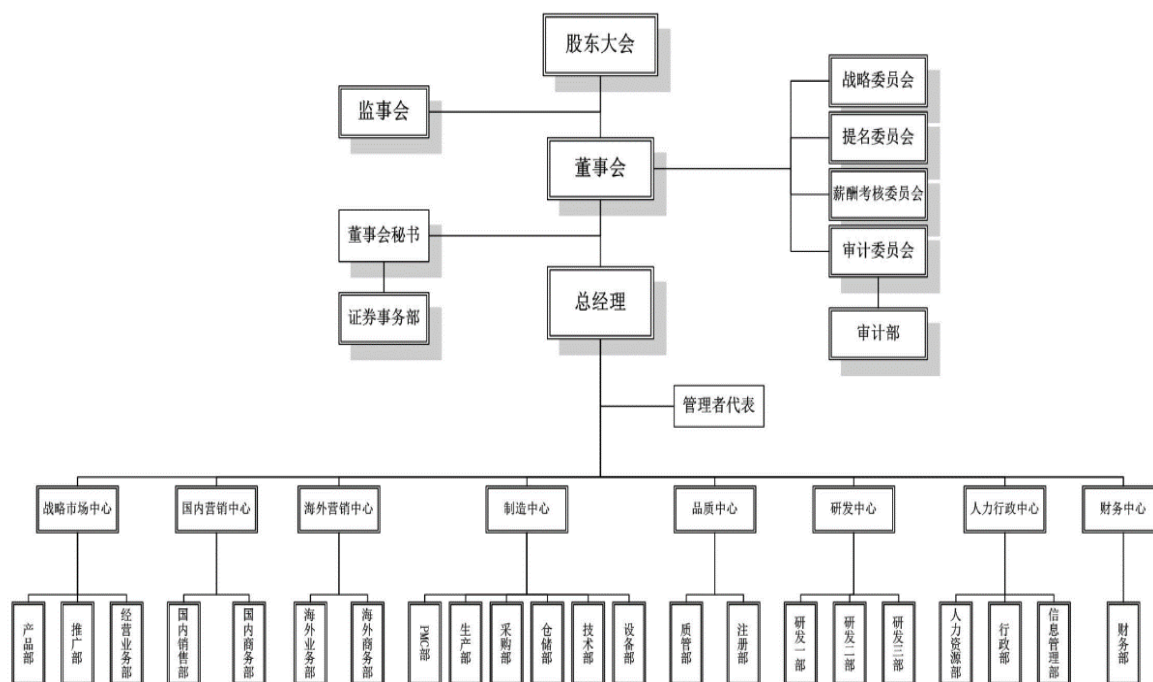 股东大会
监事会
战略委员会
提名委员会
董事会
薪酬考核委员会
董事会秘书
审计委员会
总经理
证券事务部
审计部
管理者代表
战略市场中心
国内营销中心
海外营销中心
制造中心
品质中心
研发中心
人力行政中心
财务中心
产品部
推广部
经营业务部
国内销售部
国内商务部
海外业务部
海外商务部
PMC部
生产部
采购部
仓储部
技术部
设备部
质管部
注册部
研发一部
研发二部
研发三部
人力资源部
行政部
信息管理部
财务部